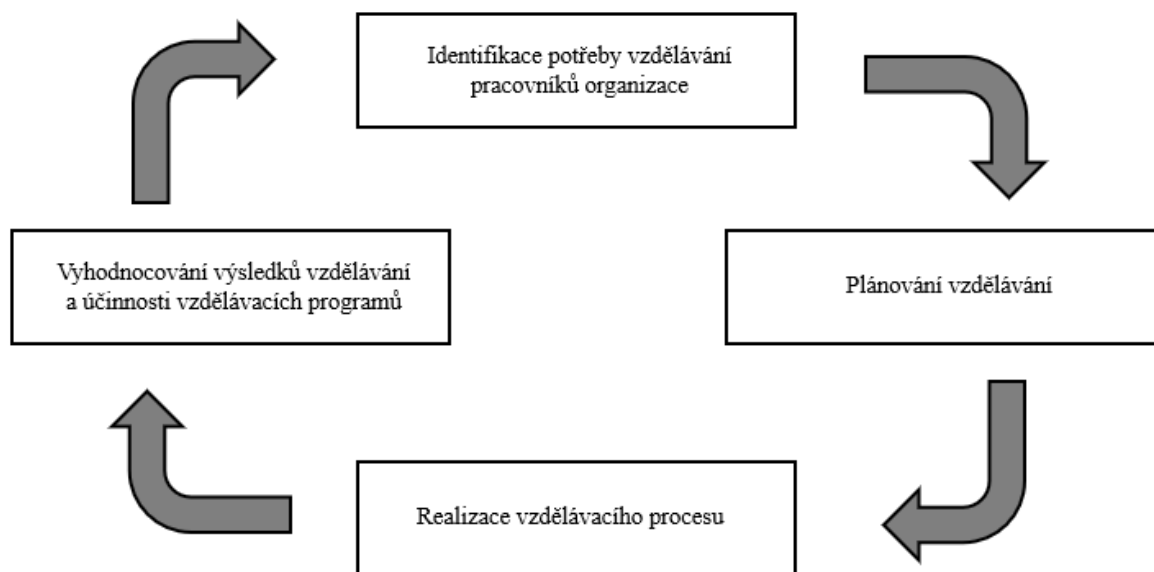 Identifikace potřeby vzdělávání
pracovníků organizace
Plánování vzdělávání
Realizace vzdělávacího procesu
Vyhodnocování výsledků vzdělávání
a účinnosti vzdělávacích programů